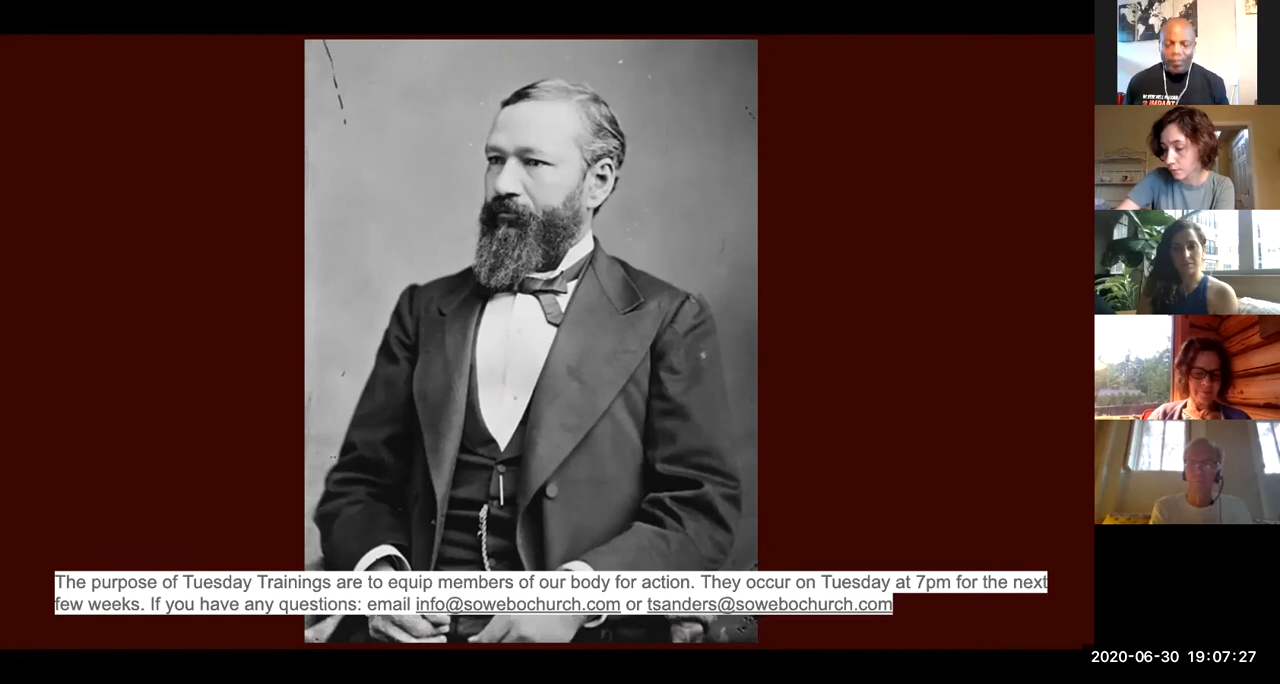 The purpose of Tuesday Trainings are to equip members of our body for action. They occur on Tuesday at 7pm for the next
few weeks. If you have any questions: email info@sowebochurch.com or tsanders@sowebochurch.com
2020-06-30 19:07:27